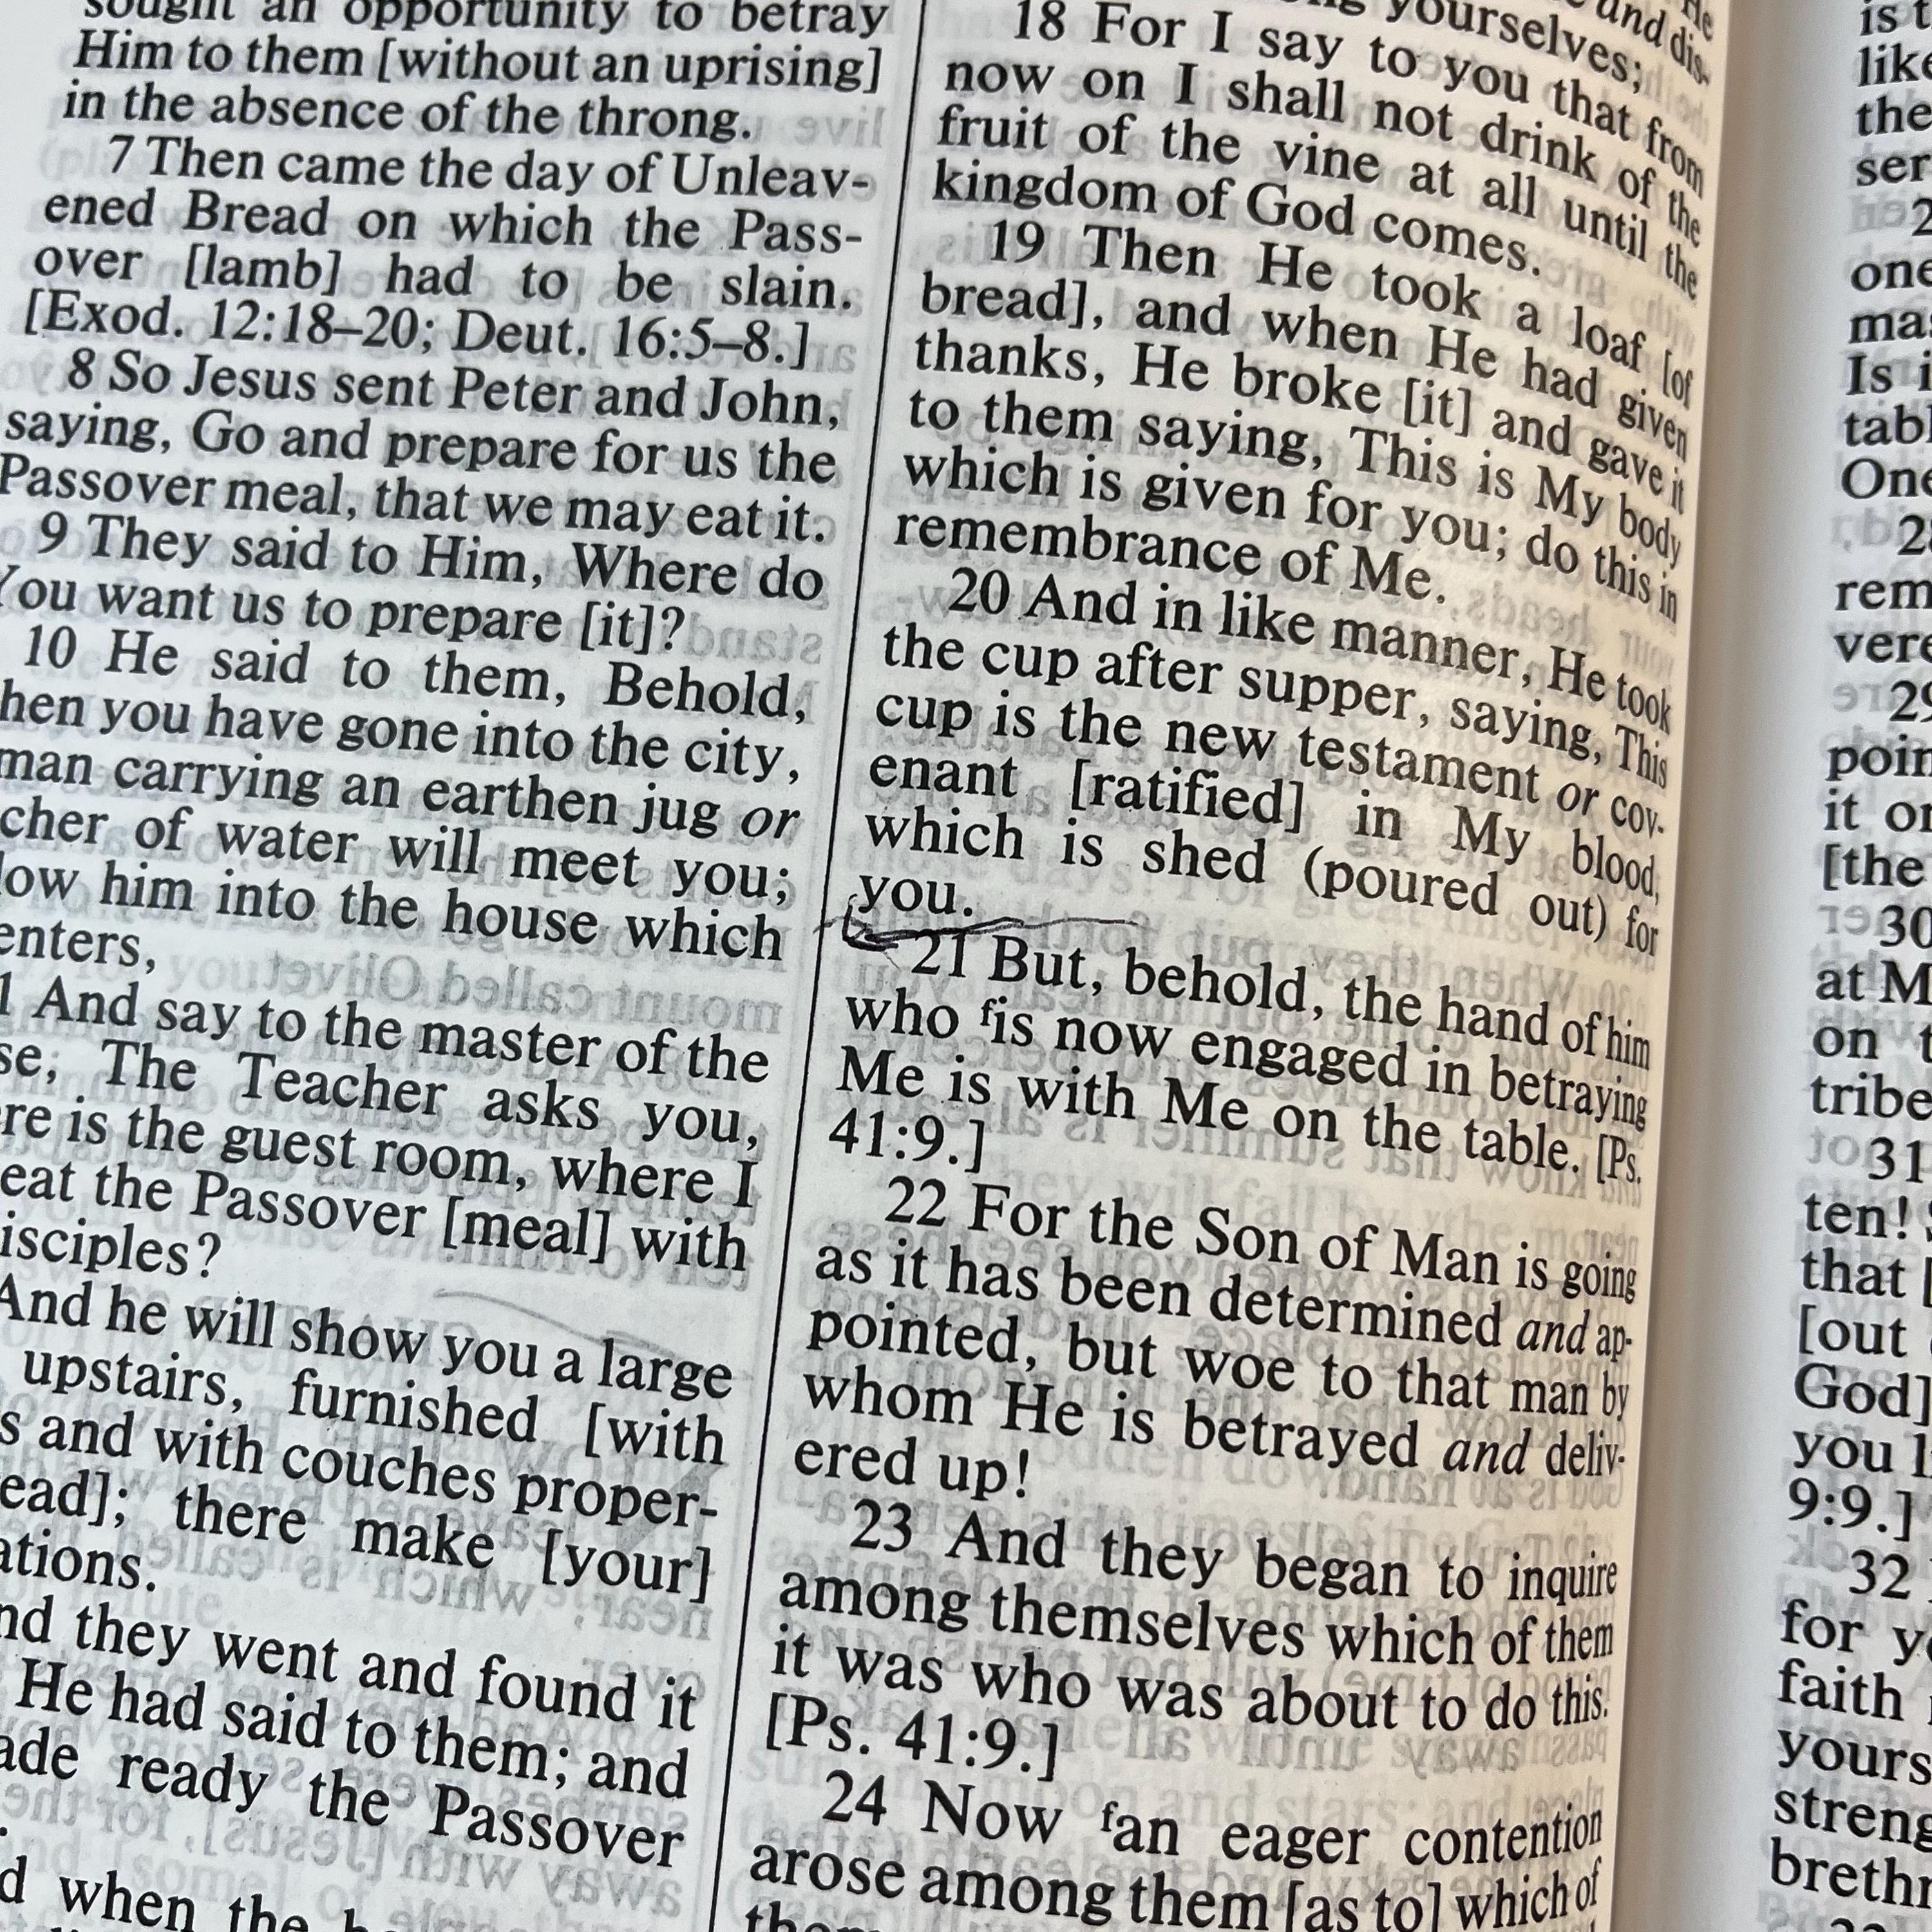 sought an opportunity to betray
Him to them [without an uprising]
in the absence of the throng.
7 Then came the day of Unleav-
ened Bread on which the Pass-
over [lamb] had to be slain.
[Exod. 12:18–20; Deut. 16:5–8.]
8 So Jesus sent Peter and John,
saying, Go and prepare for us the
Passover meal, that we may eat it.
9 They said to Him, Where do
You want us to prepare [it]?
10 He said to them, Behold,
hen you have gone into the city,
man carrying an earthen jug or
cher of water will meet you;
low him into the house which
enters,
1 And say to the master of the
se, The Teacher asks you,
re is the guest room, where I
eat the Passover [meal] with
isciples?
And he will show you a large
upstairs, furnished [with
s and with couches proper-
ead]; there make [your]
ations.
nd they went and found it
He had said to them; and
ade ready the Passover
d when the
He
and dis-
yourselves;
18 For I say to you that from
now on I shall not drink of the
fruit of the vine at all until the
kingdom of God comes.
19 Then He took a loaf [of
bread], and when He had given
thanks, He broke [it] and gave it
to them saying, This is My body
which is given for you; do this in
remembrance of Me.
20 And in like manner, He took
the cup after supper, saying, This
cup is the new testament or cov-
enant [ratified] in My blood,
which is shed (poured out) for
you.
21 But, behold, the hand of him
who fis now engaged in betraying
Me is with Me on the table. [Ps.
41:9.]
22 For the Son of Man is going
as it has been determined and ap-
pointed, but woe to that man by
whom He is betrayed and deliv-
ered up!
23 And they began to inquire
among themselves which of them
it was who was about to do this.
[Ps. 41:9.]
24 Now fan eager contention
arose among them [as to] which of
is t
like
the
ser
2
one
mas
Is i
tabl
One
28
rem
vere
29
poin
it or
[the
30
at M
on t
tribe
31
ten! S
that [
[out
God]
you l
9:9.]
32
for y
faith
yours
streng
brethr